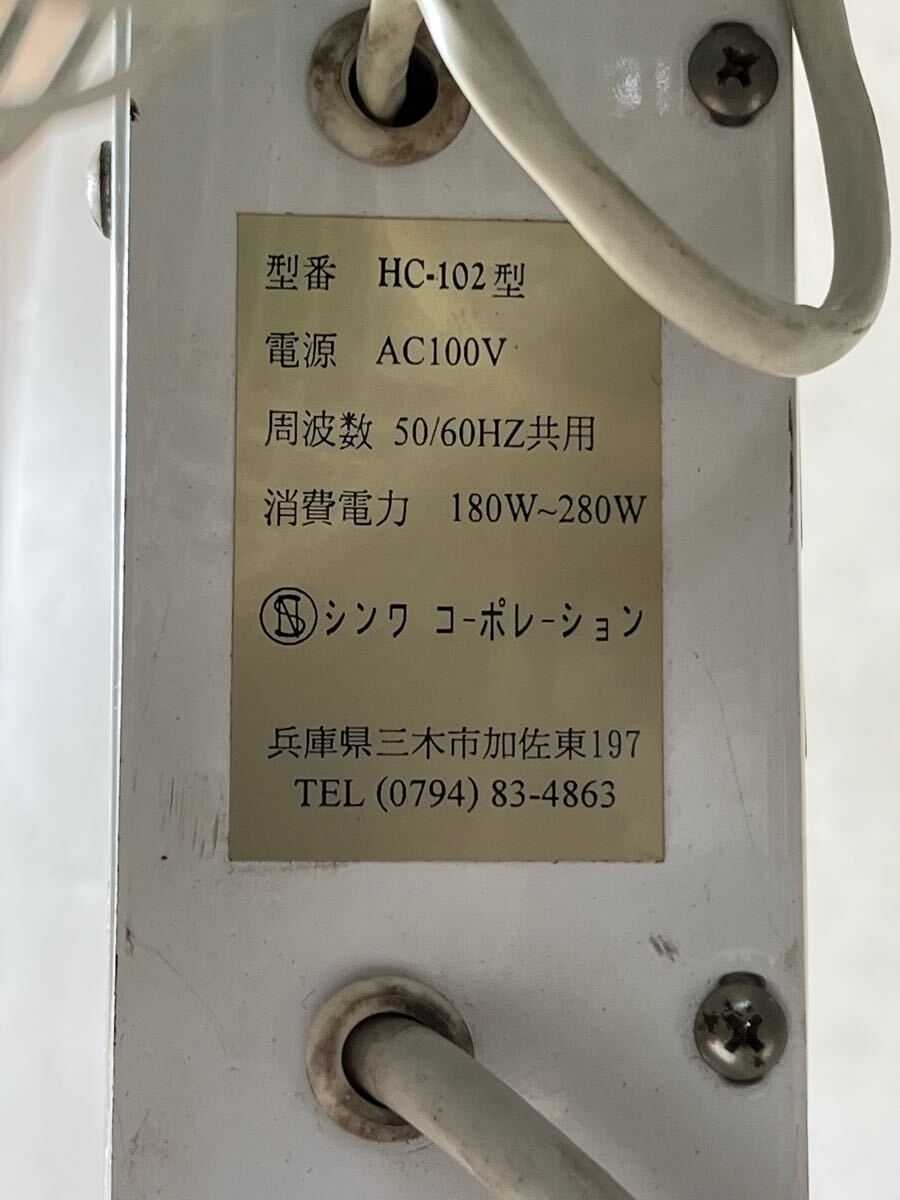 型番 HC-102型
電源 AC100V
周波数 50/60HZ共用
消費電力 180W~280W
シンワ コーポレーション
兵庫県三木市加佐東197
TEL (0794) 83-4863